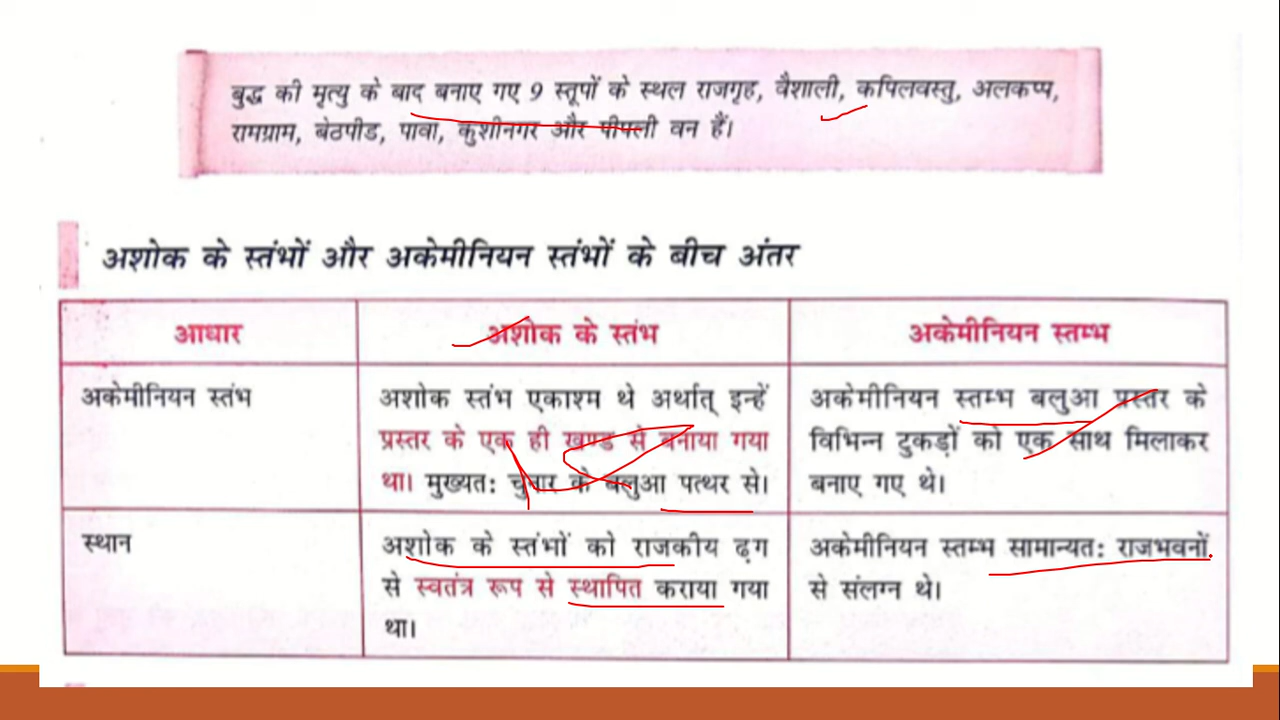 बुद्ध की मृत्यु के बाद बनाए गए 9 स्तूपों के स्थल राजगृह, वैशाली, कपिलवस्तु, अलकप्प,
रामग्राम, बेठपीड, पावा, कुशीनगर और पीपली वन हैं।
अशोक के स्तंभों और अकेमीनियन स्तंभों के बीच अंतर
आधार
अशोक के स्तंभ
अकेमीनियन स्तम्भ
अकेमीनियन स्तंभ
अशोक स्तंभ एकाश्म थे अर्थात् इन्हें
प्रस्तर के एक ही खण्ड से बनाया गया
था। मुख्यत: चुनार के बलुआ पत्थर से।
अकेमीनियन स्तम्भ बलुआ प्रस्तर के
विभिन्न टुकड़ों को एक साथ मिलाकर
बनाए गए थे।
स्थान
अशोक के स्तंभों को राजकीय ढ़ग
से स्वतंत्र रूप से स्थापित कराया गया
था।
अकेमीनियन स्तम्भ सामान्यत: राजभवनों
से संलग्न थे।